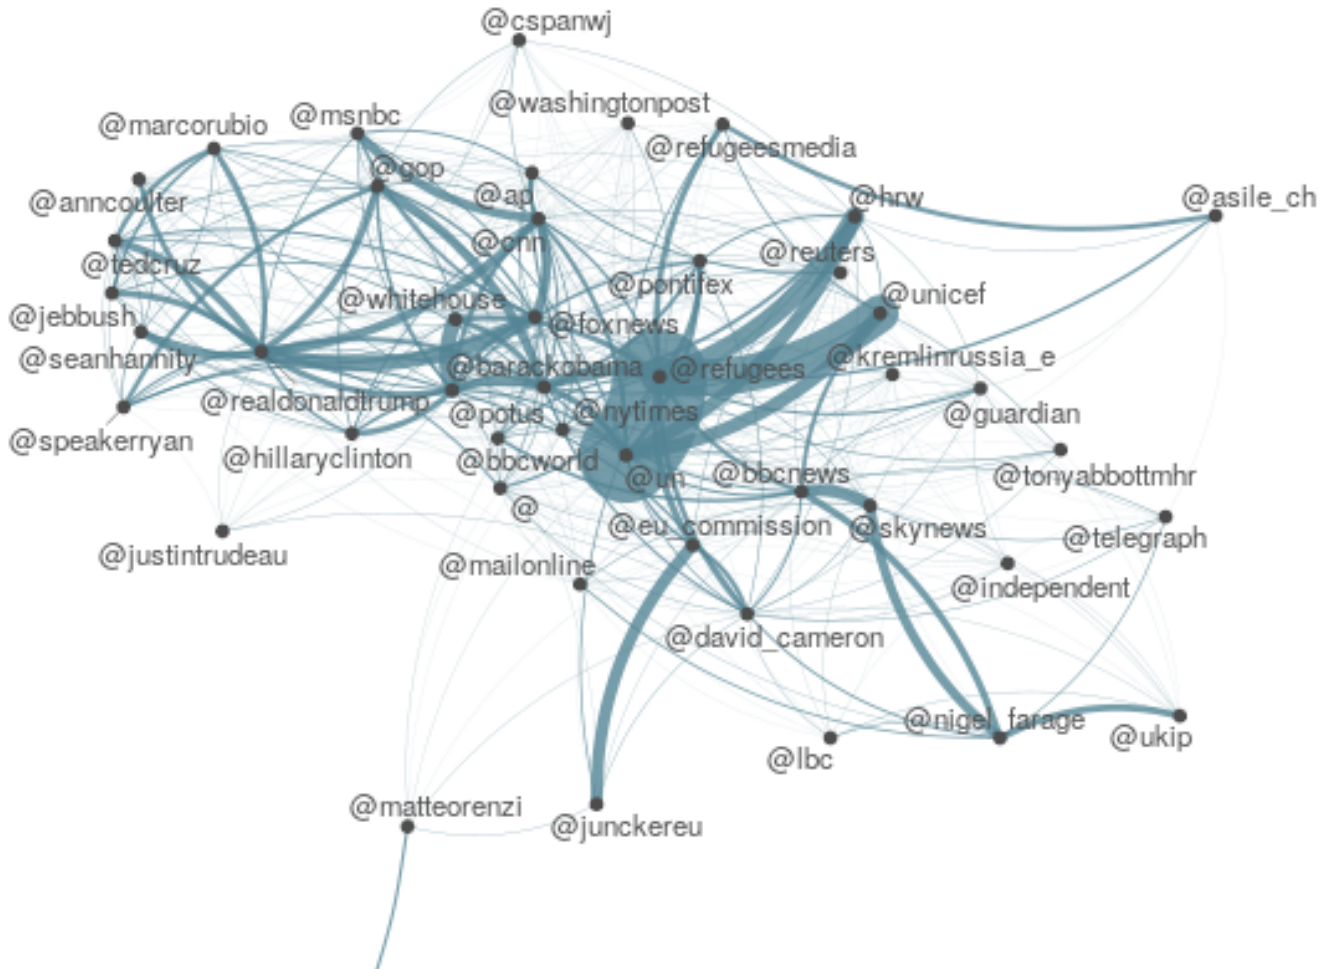 @cspanwj
@washingtonpost
@msnbc
@marcorubio
@refugeesmedia
@gop
@ap
@hrw
@asile_ch
@anncoulter
@cnn
@reuters
@tedcruz
@pontifex
@unicef
@whitehouse
@jebbush
@foxnews
@seanhannity
@barackobama
@refugees
@kremlinrussia_e
@realdonaldtrump
@potus
@nytimes
@guardian
@speakerryan
@hillaryclinton
@bbcworld
@un
@bbcnews
@tonyabbottmhr
@
@eu_commission
@skynews
@telegraph
@justintrudeau
@mailonline
@independent
@david_cameron
@nigel_farage
@ukip
@lbc
@matteorenzi
@junckereu